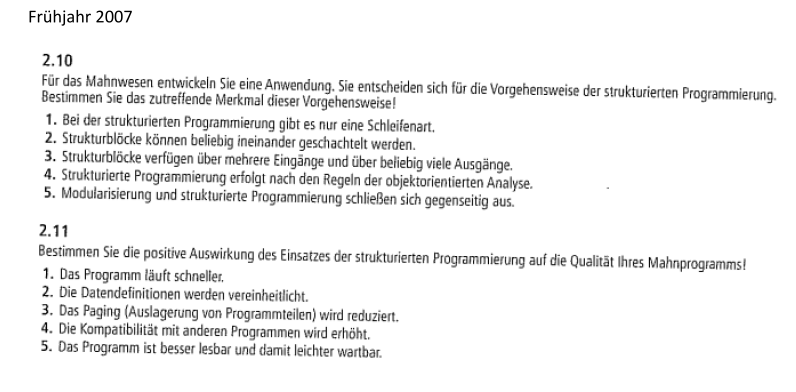 Frühjahr 2007
2.10
Für das Mahnwesen entwickeln Sie eine Anwendung. Sie entscheiden sich für die Vorgehensweise der strukturierten Programmierung.
Bestimmen Sie das zutreffende Merkmal dieser Vorgehensweise!
1. Bei der strukturierten Programmierung gibt es nur eine Schleifenart.
2. Strukturblöcke können beliebig ineinander geschachtelt werden.
3. Strukturblöcke verfügen über mehrere Eingänge und über beliebig viele Ausgänge.
4. Strukturierte Programmierung erfolgt nach den Regeln der objektorientierten Analyse.
5. Modularisierung und strukturierte Programmierung schließen sich gegenseitig aus.
2.11
Bestimmen Sie die positive Auswirkung des Einsatzes der strukturierten Programmierung auf die Qualität Ihres Mahnprogramms!
1. Das Programm läuft schneller.
2. Die Datendefinitionen werden vereinheitlicht.
3. Das Paging (Auslagerung von Programmteilen) wird reduziert.
4. Die Kompatibilität mit anderen Programmen wird erhöht.
5. Das Programm ist besser lesbar und damit leichter wartbar.